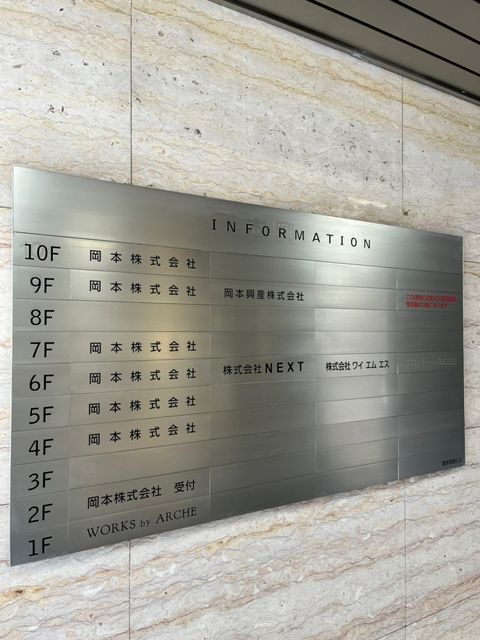 INFORMATION
10F 岡本株式会社
9F 岡本株式会社 岡本興産株式会社
8F
7F 岡本株式会社
6F 岡本株式会社 株式会社NEXT 株式会社 ワイ エム エス
5F 岡本株式会社
4F 岡本株式会社
3F
2F 岡本株式会社 受付
1F WORKS by ARCHE